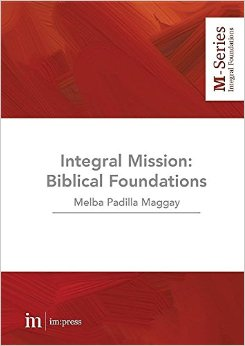 M-Series
Integral Foundations
Integral Mission:
Biblical Foundations
Melba Padilla Maggay
im | im:press